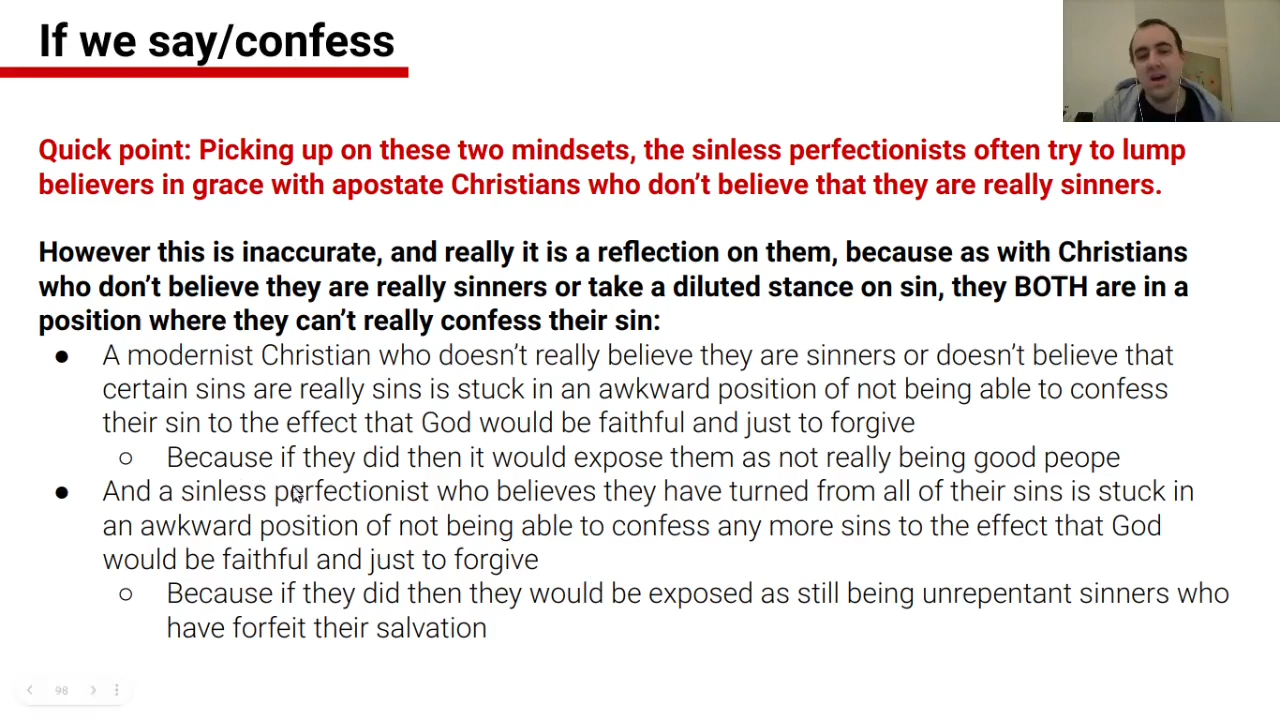 If we say/confess
Quick point: Picking up on these two mindsets, the sinless perfectionists often try to lump
believers in grace with apostate Christians who don’t believe that they are really sinners.
However this is inaccurate, and really it is a reflection on them, because as with Christians
who don’t believe they are really sinners or take a diluted stance on sin, they BOTH are in a
position where they can’t really confess their sin:
● A modernist Christian who doesn’t really believe they are sinners or doesn’t believe that
certain sins are really sins is stuck in an awkward position of not being able to confess
their sin to the effect that God would be faithful and just to forgive
○ Because if they did then it would expose them as not really being good peope
● And a sinless perfectionist who believes they have turned from all of their sins is stuck in
an awkward position of not being able to confess any more sins to the effect that God
would be faithful and just to forgive
○ Because if they did then they would be exposed as still being unrepentant sinners who
have forfeit their salvation
98